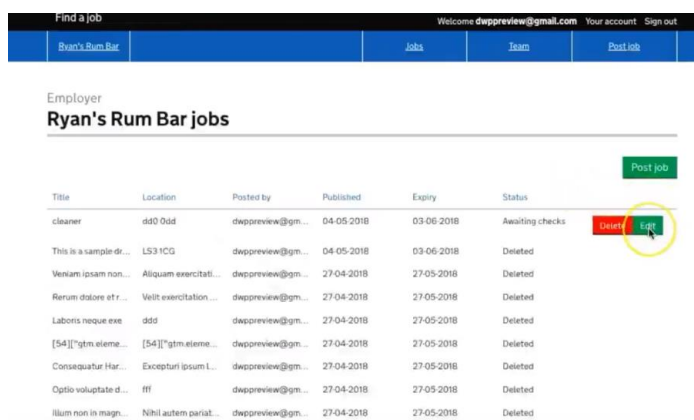 Find a job Welcome dwppreview@gmail.com Your account Sign out
Ryan's Rum Bar Jobs Team Post job
Employer
Ryan's Rum Bar jobs
Post job
Title Location Posted by Published Expiry Status
cleaner dd0 0dd dwppreview@gm... 04-05-2018 03-06-2018 Awaiting checks Delete Edit
This is a sample dr... LS3 1CG dwppreview@gm... 04-05-2018 03-06-2018 Deleted
Veniam ipsam non... Aliquam exercitati... dwppreview@gm... 27-04-2018 27-05-2018 Deleted
Rerum dolore et r... Velit exercitation ... dwppreview@gm... 27-04-2018 27-05-2018 Deleted
Laboris neque exe ddd dwppreview@gm... 27-04-2018 27-05-2018 Deleted
[54]["gtm.eleme... [54]["gtm.eleme... dwppreview@gm... 27-04-2018 27-05-2018 Deleted
Consequatur Har... Excepturi ipsum l... dwppreview@gm... 27-04-2018 27-05-2018 Deleted
Optio voluptate d... fff dwppreview@gm... 27-04-2018 27-05-2018 Deleted
Illum non in magn... Nihil autem pariat... dwppreview@gm... 27-04-2018 27-05-2018 Deleted